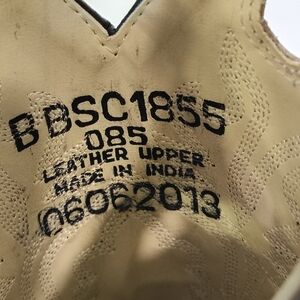 BBSC1855
085
LEATHER UPPER
MADE IN INDIA
06062013